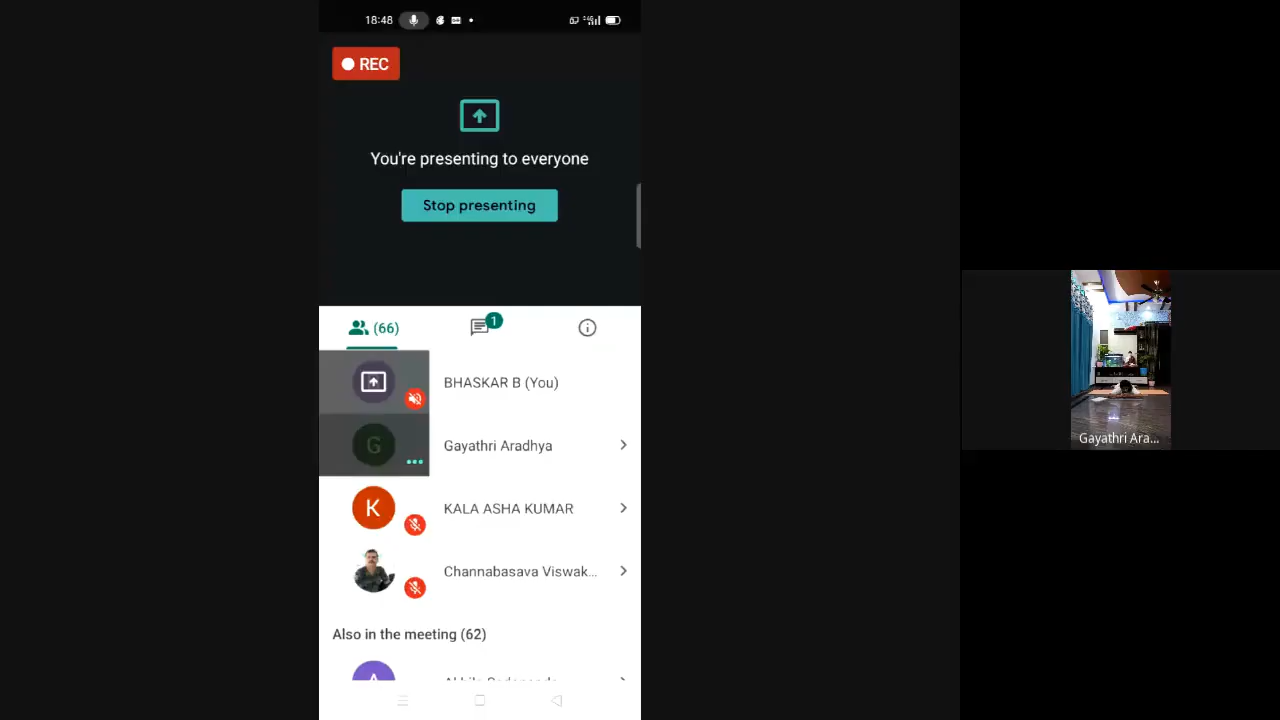 18:48
REC
You're presenting to everyone
Stop presenting
(66)
1
BHASKAR B (You)
G
Gayathri Aradhya
K
KALA ASHA KUMAR
Channabasava Viswak...
Also in the meeting (62)
A
Gayathri Ara...